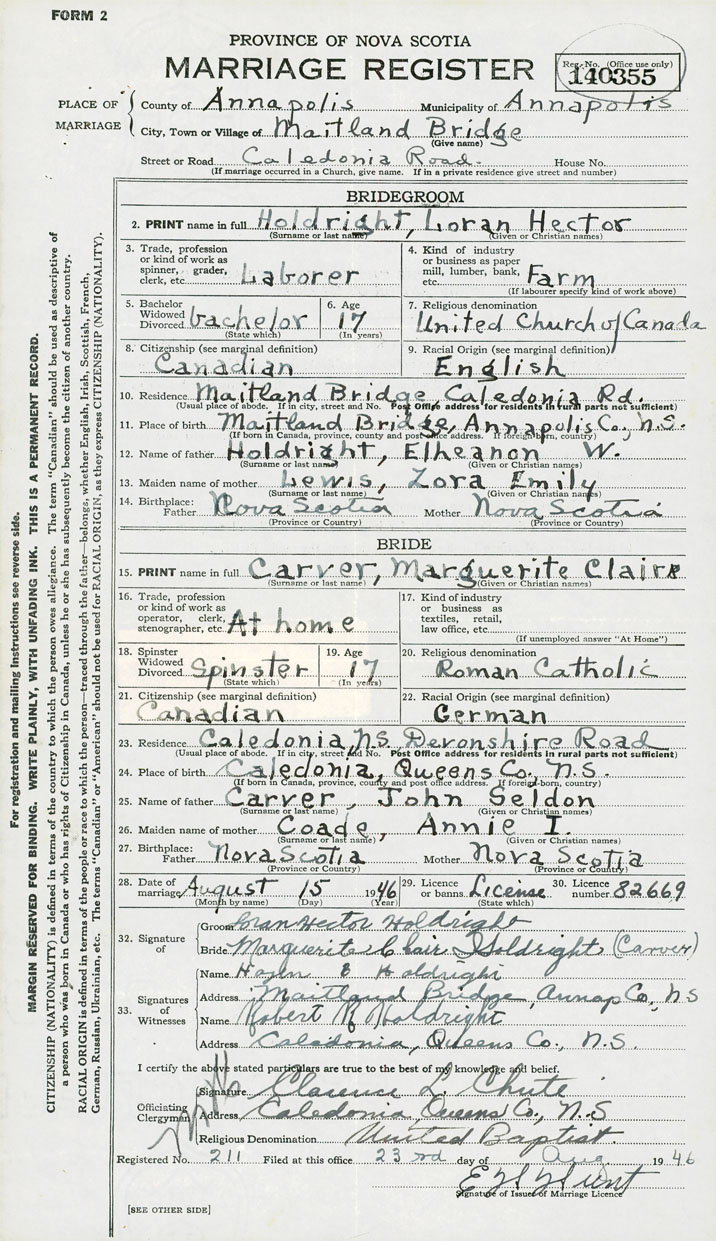 FORM 2
PROVINCE OF NOVA SCOTIA
MARRIAGE REGISTER
Reg. No. (Office use only)
140355
PLACE OF MARRIAGE
County of Annapolis Municipality of Annapolis
City, Town or Village of Maitland Bridge
(Give name)
Street or Road Caledonia Road. House No.
(If marriage occurred in a Church, give name. If in a private residence give street and number)
BRIDEGROOM
2. PRINT name in full Holdright, Loran Hector
(Surname or last name) (Given or Christian names)
3. Trade, profession or kind of work as spinner, grader, clerk, etc. Laborer
4. Kind of industry or business as paper mill, lumber, bank, etc. Farm
(If labourer specify kind of work above)
5. Bachelor Widowed Divorced bachelor
(State which)
6. Age 17
(In years)
7. Religious denomination
United Church of Canada
8. Citizenship (see marginal definition)
Canadian
9. Racial Origin (see marginal definition)
English
10. Residence Maitland Bridge, Caledonia Rd.
(Usual place of abode. If in city, street and No. Post Office address for residents in rural parts not sufficient)
11. Place of birth Maitland Bridge, Annapolis Co., N.S.
(If born in Canada, province, county and post office address. If foreign-born, country)
12. Name of father Holdright, Elheanon W.
(Surname or last name) (Given or Christian names)
13. Maiden name of mother Lewis, Zora Emily
(Surname or last name) (Given or Christian names)
14. Birthplace: Father Nova Scotia Mother Nova Scotia
(Province or Country) (Province or Country)
BRIDE
15. PRINT name in full Carver, Marguerite Claire
(Surname or last name) (Given or Christian names)
16. Trade, profession or kind of work as operator, clerk, stenographer, etc. At home
17. Kind of industry or business as textiles, retail, law office, etc.
(If unemployed answer "At Home")
18. Spinster Widowed Divorced Spinster
(State which)
19. Age 17
(In years)
20. Religious denomination
Roman Catholic
21. Citizenship (see marginal definition)
Canadian
22. Racial Origin (see marginal definition)
German
23. Residence Caledonia, N.S. Devonshire Road
(Usual place of abode. If in city, street and No. Post Office address for residents in rural parts not sufficient)
24. Place of birth Caledonia, Queens Co., N.S.
(If born in Canada, province, county and post office address. If foreign-born, country)
25. Name of father Carver, John Seldon
(Surname or last name) (Given or Christian names)
26. Maiden name of mother Coade, Annie I.
(Surname or last name) (Given or Christian names)
27. Birthplace: Father Nova Scotia Mother Nova Scotia
(Province or Country) (Province or Country)
28. Date of marriage August 15 1946
(Month by name) (Day) (Year)
29. Licence or banns License
(State which)
30. Licence number 82669
32. Signature of
Groom Loran Hector Holdright
Bride Marguerite Clair Holdright (Carver)
33. Signatures of Witnesses
Name Hazen E Holdright
Address Maitland Bridge, Annap Co., N S
Name Robert R Holdright
Address Caledonia, Queens Co., N.S.
I certify the above stated particulars are true to the best of my knowledge and belief.
Officiating Clergyman
Signature Clarence L Chute
Address Caledonia, Queens Co., N.S
Religious Denomination United Baptist.
Registered No. 211 Filed at this office 23rd day of Aug 1946
Signature of Issuer of Marriage Licence
[SEE OTHER SIDE]
For registration and mailing instructions see reverse side.
MARGIN RESERVED FOR BINDING. WRITE PLAINLY, WITH UNFADING INK. THIS IS A PERMANENT RECORD.
CITIZENSHIP (NATIONALITY) is defined in terms of the country to which the person owes allegiance. The term "Canadian" should be used as descriptive of
a person who was born in Canada or who has rights of Citizenship in Canada, unless he or she has subsequently become the citizen of another country.
RACIAL ORIGIN is defined in terms of the people or race to which the person—traced through the father—belongs, whether English, Irish, Scottish, French,
German, Russian, Ukrainian, etc. The terms "Canadian" or "American" should not be used for RACIAL ORIGIN, as they express CITIZENSHIP (NATIONALITY).